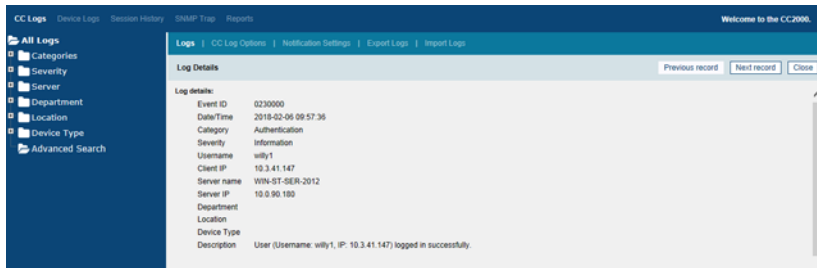 CC Logs Device Logs Session History SNMP Trap Reports Welcome to the CC2000.
All Logs
Categories
Severity
Server
Department
Location
Device Type
Advanced Search
Logs | CC Log Options | Notification Settings | Export Logs | Import Logs
Log Details Previous record Next record Close
Log details:
Event ID 0230000
Date/Time 2018-02-06 09:57:36
Category Authentication
Severity Information
Username willy1
Client IP 10.3.41.147
Server name WIN-ST-SER-2012
Server IP 10.0.90.180
Department
Location
Device Type
Description User (Username: willy1, IP: 10.3.41.147) logged in successfully.